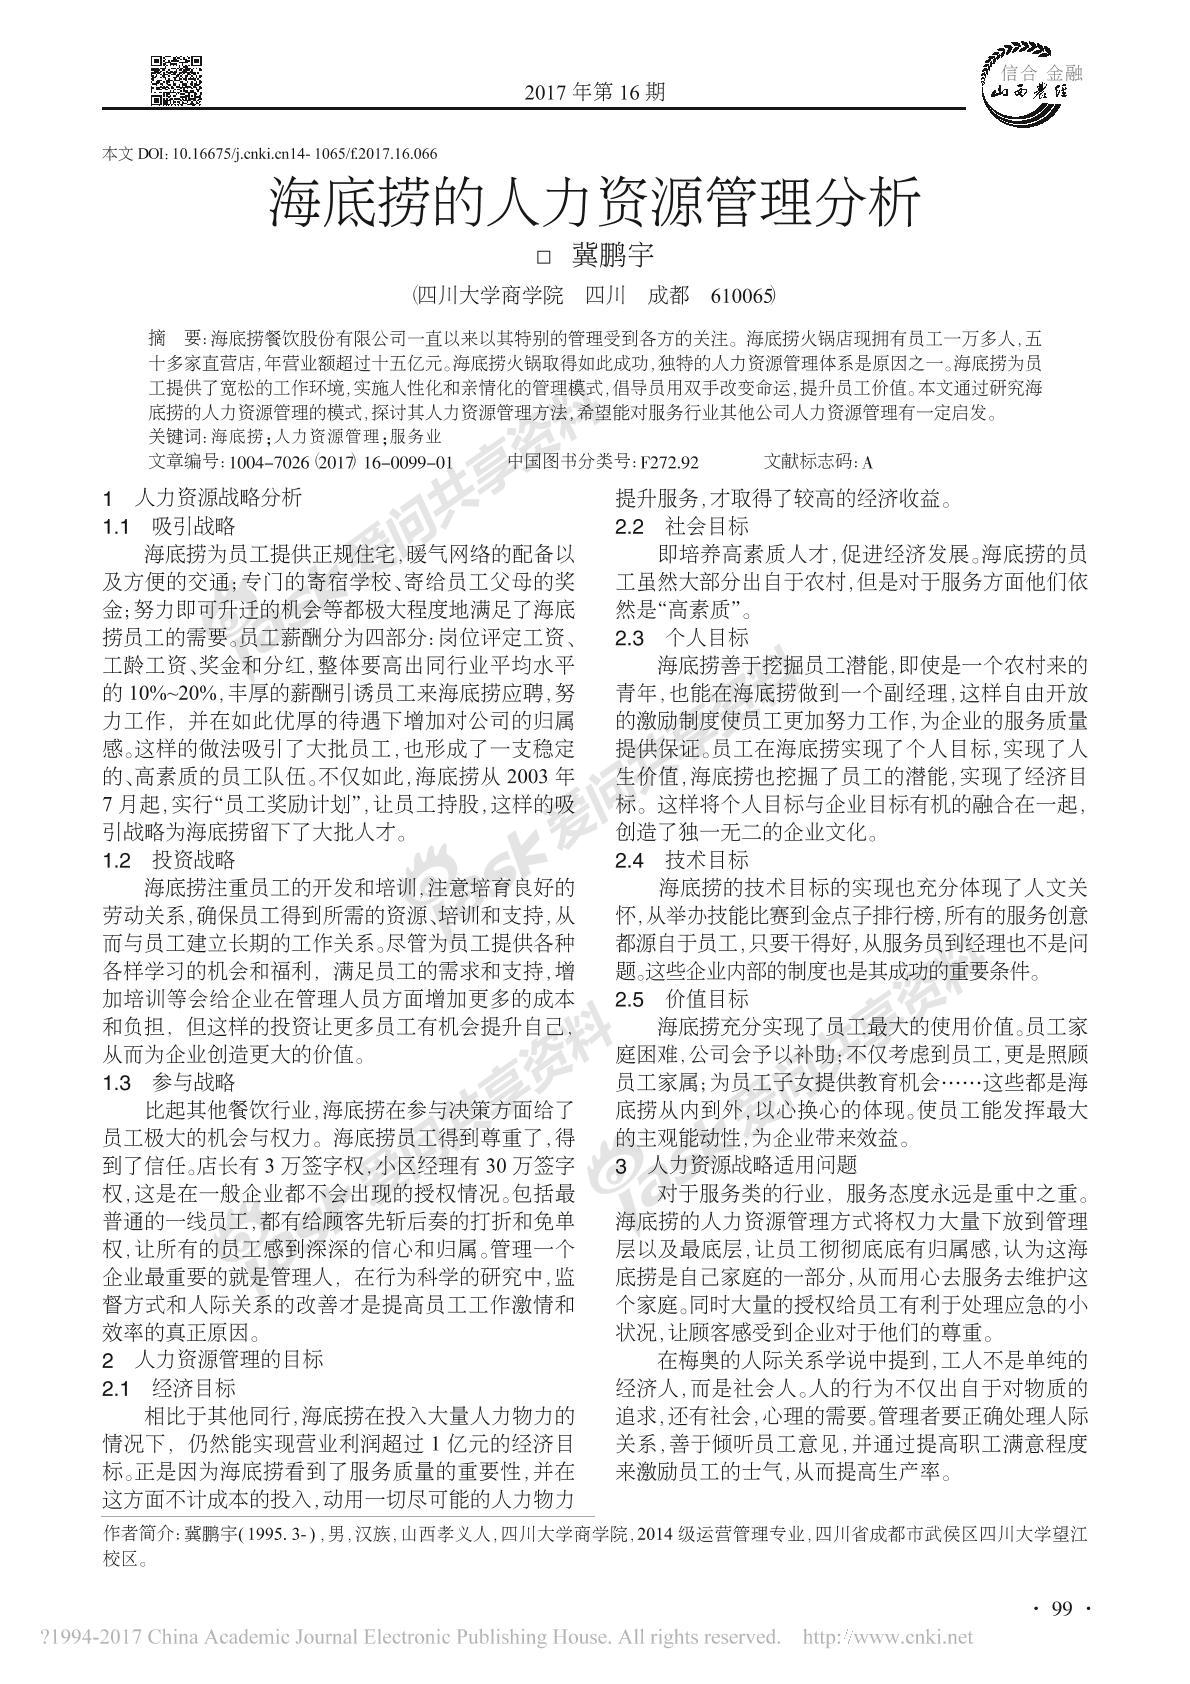 2017 年第 16 期
信合 金融
山西农经
本文 DOI: 10.16675/j.cnki.cn14- 1065/f.2017.16.066
海底捞的人力资源管理分析
□ 冀鹏宇
(四川大学商学院 四川 成都 610065)
摘 要:海底捞餐饮股份有限公司一直以来以其特别的管理受到各方的关注。海底捞火锅店现拥有员工一万多人,五
十多家直营店,年营业额超过十五亿元。海底捞火锅取得如此成功,独特的人力资源管理体系是原因之一。海底捞为员
工提供了宽松的工作环境,实施人性化和亲情化的管理模式,倡导员用双手改变命运,提升员工价值。本文通过研究海
底捞的人力资源管理的模式,探讨其人力资源管理方法,希望能对服务行业其他公司人力资源管理有一定启发。
关键词:海底捞;人力资源管理;服务业
文章编号:1004-7026(2017)16-0099-01 中国图书分类号:F272.92 文献标志码:A
1 人力资源战略分析
1.1 吸引战略
海底捞为员工提供正规住宅,暖气网络的配备以
及方便的交通;专门的寄宿学校、寄给员工父母的奖
金;努力即可升迁的机会等都极大程度地满足了海底
捞员工的需要。员工薪酬分为四部分:岗位评定工资、
工龄工资、奖金和分红,整体要高出同行业平均水平
的 10%~20%,丰厚的薪酬引诱员工来海底捞应聘,努
力工作,并在如此优厚的待遇下增加对公司的归属
感。这样的做法吸引了大批员工,也形成了一支稳定
的、高素质的员工队伍。不仅如此,海底捞从 2003 年
7 月起,实行“员工奖励计划”,让员工持股,这样的吸
引战略为海底捞留下了大批人才。
1.2 投资战略
海底捞注重员工的开发和培训,注意培育良好的
劳动关系,确保员工得到所需的资源、培训和支持,从
而与员工建立长期的工作关系。尽管为员工提供各种
各样学习的机会和福利,满足员工的需求和支持,增
加培训等会给企业在管理人员方面增加更多的成本
和负担,但这样的投资让更多员工有机会提升自己,
从而为企业创造更大的价值。
1.3 参与战略
比起其他餐饮行业,海底捞在参与决策方面给了
员工极大的机会与权力。海底捞员工得到尊重了,得
到了信任。店长有 3 万签字权,小区经理有 30 万签字
权,这是在一般企业都不会出现的授权情况。包括最
普通的一线员工,都有给顾客先斩后奏的打折和免单
权,让所有的员工感到深深的信心和归属。管理一个
企业最重要的就是管理人,在行为科学的研究中,监
督方式和人际关系的改善才是提高员工工作激情和
效率的真正原因。
2 人力资源管理的目标
2.1 经济目标
相比于其他同行,海底捞在投入大量人力物力的
情况下,仍然能实现营业利润超过 1 亿元的经济目
标。正是因为海底捞看到了服务质量的重要性,并在
这方面不计成本的投入,动用一切尽可能的人力物力
提升服务,才取得了较高的经济收益。
2.2 社会目标
即培养高素质人才,促进经济发展。海底捞的员
工虽然大部分出自于农村,但是对于服务方面他们依
然是“高素质”。
2.3 个人目标
海底捞善于挖掘员工潜能,即使是一个农村来的
青年,也能在海底捞做到一个副经理,这样自由开放
的激励制度使员工更加努力工作,为企业的服务质量
提供保证。员工在海底捞实现了个人目标,实现了人
生价值,海底捞也挖掘了员工的潜能,实现了经济目
标。这样将个人目标与企业目标有机的融合在一起,
创造了独一无二的企业文化。
2.4 技术目标
海底捞的技术目标的实现也充分体现了人文关
怀,从举办技能比赛到金点子排行榜,所有的服务创意
都源自于员工,只要干得好,从服务员到经理也不是问
题。这些企业内部的制度也是其成功的重要条件。
2.5 价值目标
海底捞充分实现了员工最大的使用价值。员工家
庭困难,公司会予以补助;不仅考虑到员工,更是照顾
员工家属;为员工子女提供教育机会……这些都是海
底捞从内到外,以心换心的体现。使员工能发挥最大
的主观能动性,为企业带来效益。
3 人力资源战略适用问题
对于服务类的行业,服务态度永远是重中之重。
海底捞的人力资源管理方式将权力大量下放到管理
层以及最底层,让员工彻彻底底有归属感,认为这海
底捞是自己家庭的一部分,从而用心去服务去维护这
个家庭。同时大量的授权给员工有利于处理应急的小
状况,让顾客感受到企业对于他们的尊重。
在梅奥的人际关系学说中提到,工人不是单纯的
经济人,而是社会人。人的行为不仅出自于对物质的
追求,还有社会,心理的需要。管理者要正确处理人际
关系,善于倾听员工意见,并通过提高职工满意程度
来激励员工的士气,从而提高生产率。
作者简介:冀鹏宇(1995. 3-),男,汉族,山西孝义人,四川大学商学院,2014 级运营管理专业,四川省成都市武侯区四川大学望江
校区。
· 99 ·
?1994-2017 China Academic Journal Electronic Publishing House. All rights reserved. http://www.cnki.net
iask 爱问共享资料
iask 爱问共享资料
iask 爱问共享资料
iask 爱问共享资料